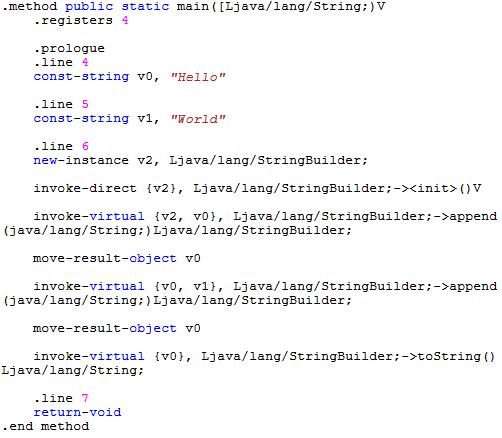 .method public static main([Ljava/lang/String;)V
.registers 4
.prologue
.line 4
const-string v0, "Hello"
.line 5
const-string v1, "World"
.line 6
new-instance v2, Ljava/lang/StringBuilder;
invoke-direct {v2}, Ljava/lang/StringBuilder;-><init>()V
invoke-virtual {v2, v0}, Ljava/lang/StringBuilder;->append
(java/lang/String;)Ljava/lang/StringBuilder;
move-result-object v0
invoke-virtual {v0, v1}, Ljava/lang/StringBuilder;->append
(java/lang/String;)Ljava/lang/StringBuilder;
move-result-object v0
invoke-virtual {v0}, Ljava/lang/StringBuilder;->toString()
Ljava/lang/String;
.line 7
return-void
.end method